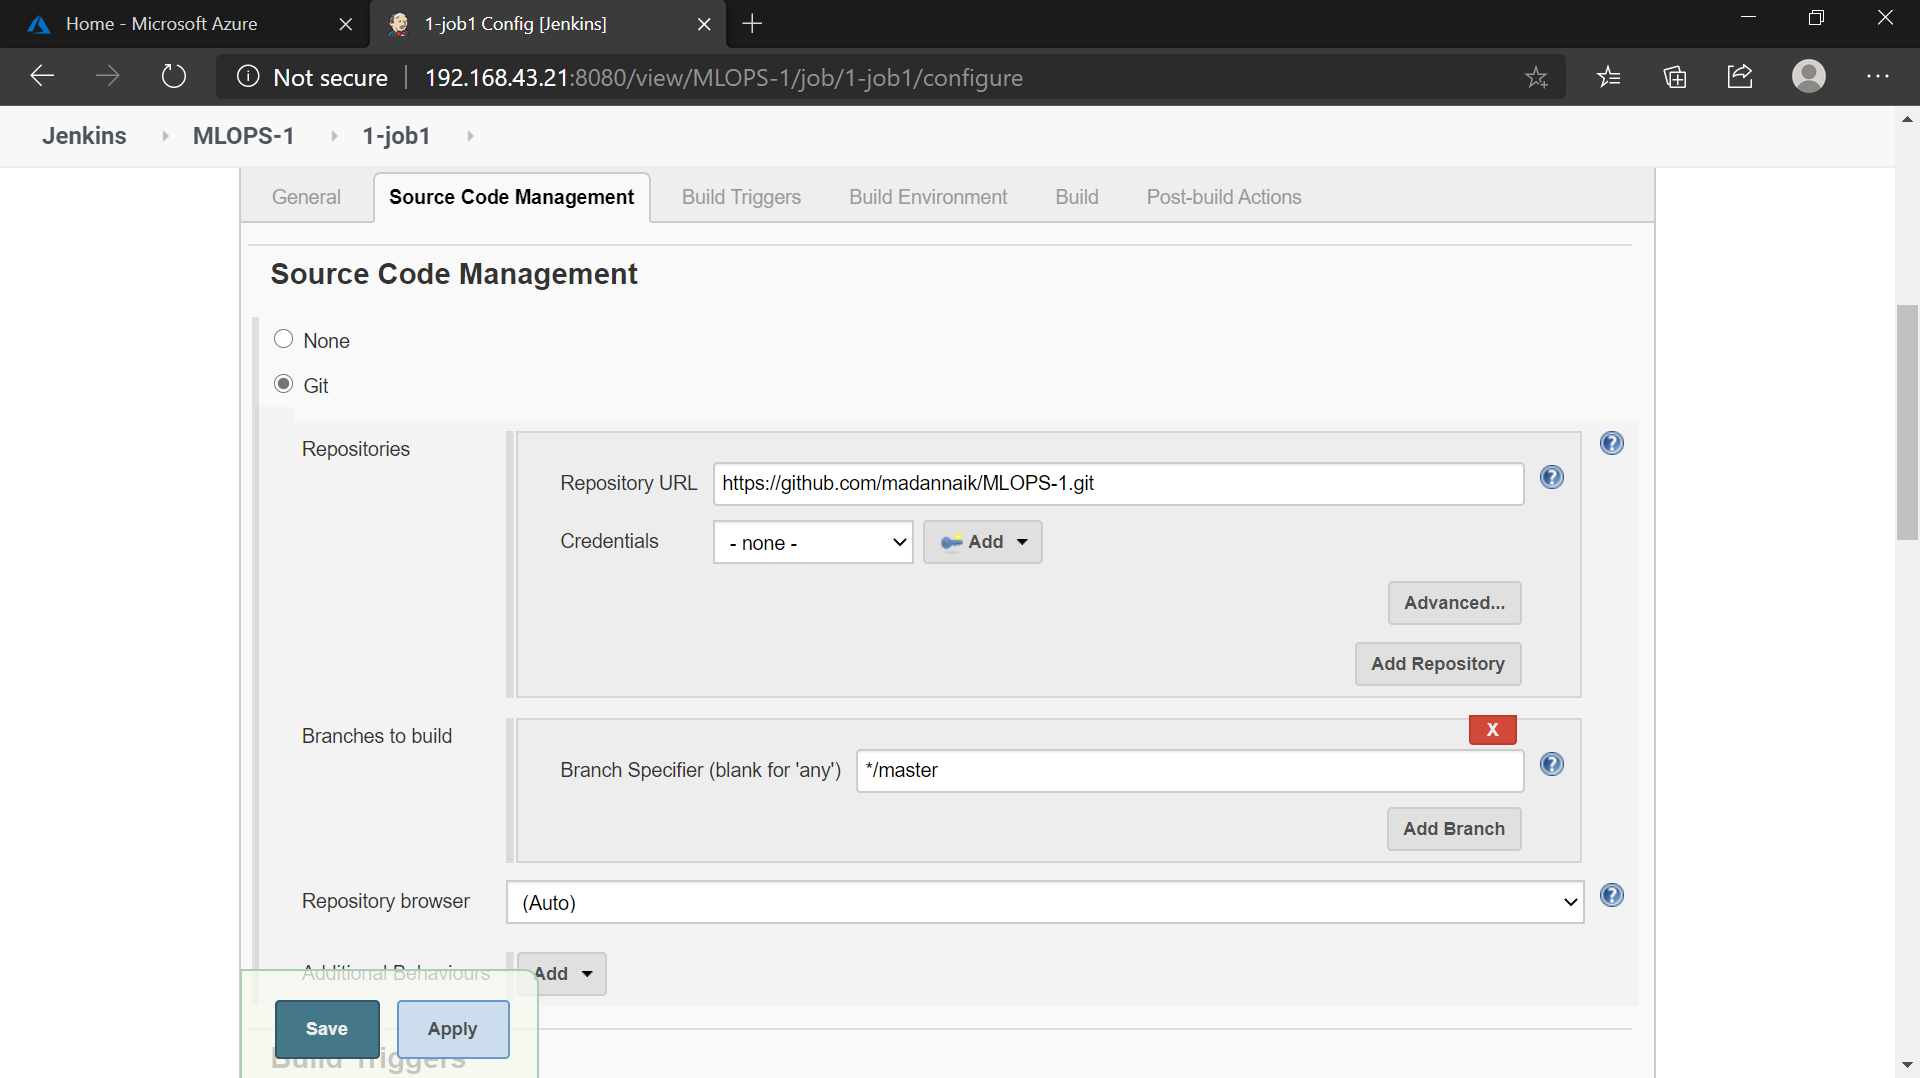 Home - Microsoft Azure
1-job1 Config [Jenkins]
Not secure
192.168.43.21:8080/view/MLOPS-1/job/1-job1/configure
Jenkins MLOPS-1 1-job1
General Source Code Management Build Triggers Build Environment Build Post-build Actions
Source Code Management
None
Git
Repositories
Repository URL https://github.com/madannaik/MLOPS-1.git
Credentials - none - Add
Advanced...
Add Repository
X
Branches to build
Branch Specifier (blank for 'any') */master
Add Branch
Repository browser (Auto)
Additional Behaviours Add
Save Apply
Build Triggers